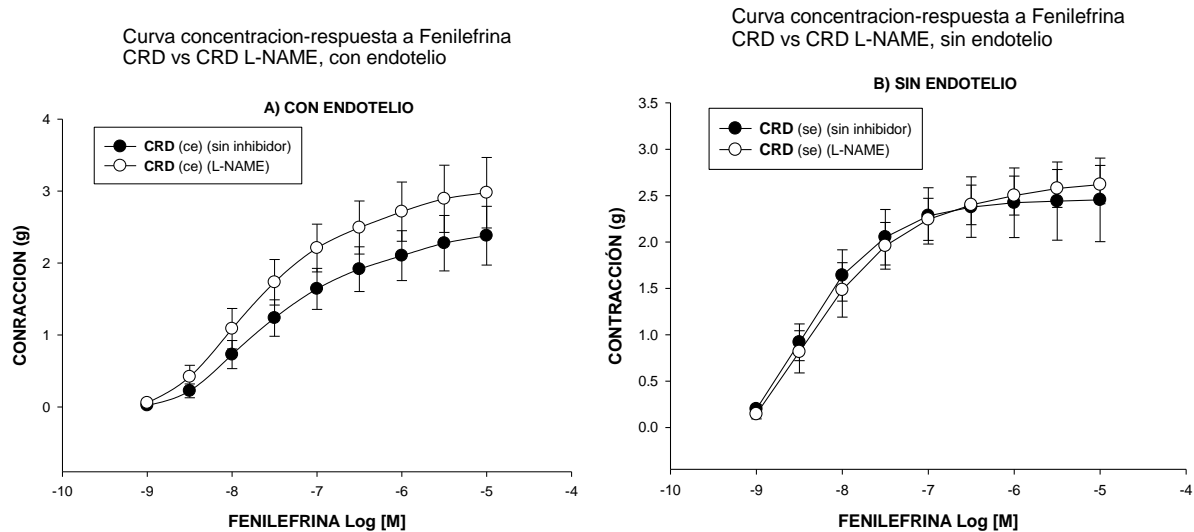 Curva concentracion-respuesta a Fenilefrina
CRD vs CRD L-NAME, con endotelio
A) CON ENDOTELIO
CRD (ce) (sin inhibidor)
CRD (ce) (L-NAME)
4
3
2
1
0
CONRACCION (g)
-10 -9 -8 -7 -6 -5 -4
FENILEFRINA Log [M]
Curva concentracion-respuesta a Fenilefrina
CRD vs CRD L-NAME, sin endotelio
B) SIN ENDOTELIO
CRD (se) (sin inhibidor)
CRD (se) (L-NAME)
3.5
3.0
2.5
2.0
1.5
1.0
0.5
0.0
CONTRACCIÓN (g)
-10 -9 -8 -7 -6 -5 -4
FENILEFRINA Log [M]